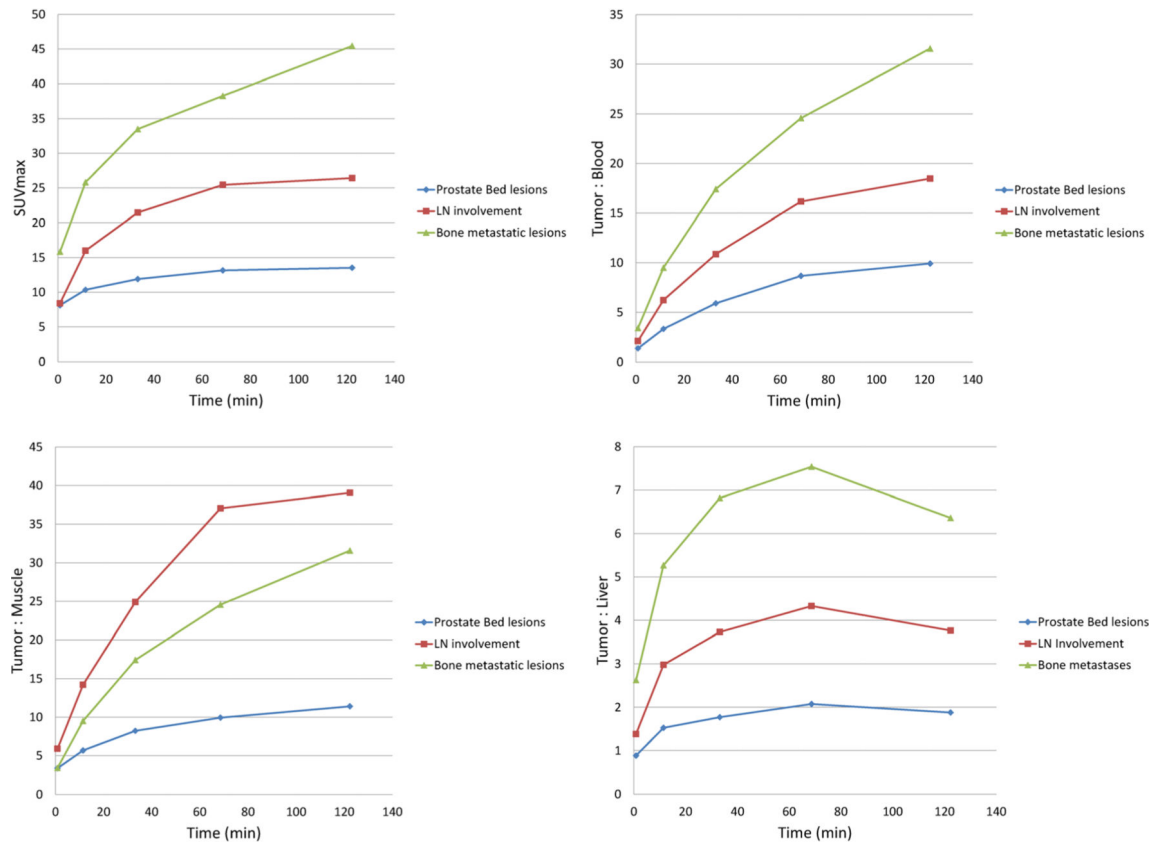 50
45
40
35
30
25
20
15
10
5
0
SUVmax
0 20 40 60 80 100 120 140
Time (min)
Prostate Bed lesions
LN involvement
Bone metastatic lesions
35
30
25
20
15
10
5
0
Tumor : Blood
0 20 40 60 80 100 120 140
Time (min)
Prostate Bed lesions
LN involvement
Bone metastatic lesions
45
40
35
30
25
20
15
10
5
0
Tumor : Muscle
0 20 40 60 80 100 120 140
Time (min)
Prostate Bed lesions
LN involvement
Bone metastatic lesions
8
7
6
5
4
3
2
1
0
Tumor : Liver
0 20 40 60 80 100 120 140
Time (min)
Prostate Bed lesions
LN Involvement
Bone metastases